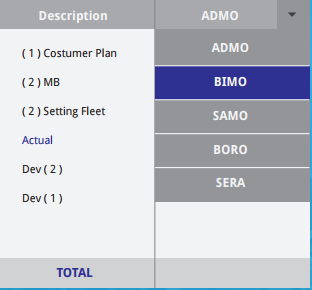 Description ADMO
( 1 ) Costumer Plan
( 2 ) MB
( 2 ) Setting Fleet
Actual
Dev ( 2 )
Dev ( 1 )
ADMO
BIMO
SAMO
BORO
SERA
TOTAL